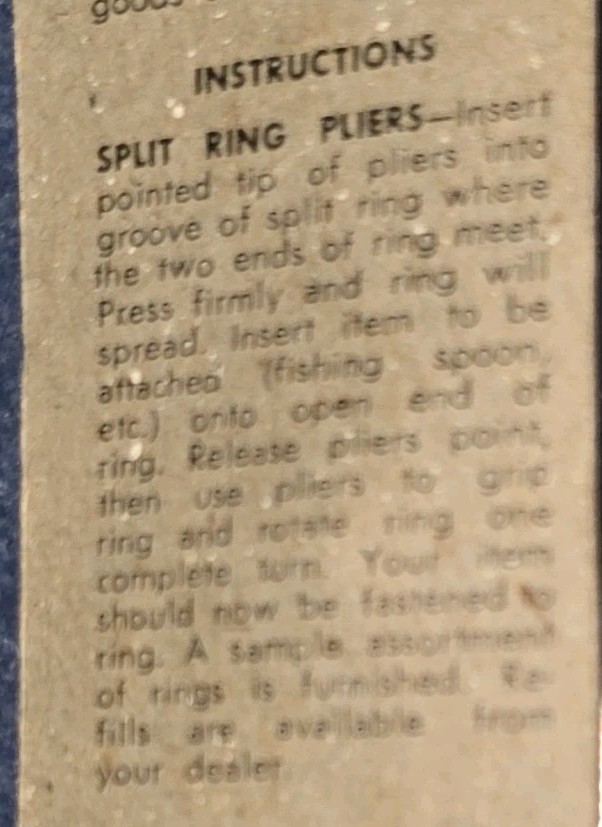 goods
INSTRUCTIONS
SPLIT RING PLIERS—Insert
pointed tip of pliers into
groove of split ring where
the two ends of ring meet.
Press firmly and ring will
spread. Insert item to be
attached (fishing spoon,
etc.) onto open end of
ring. Release pliers point,
then use pliers to grip
ring and rotate ring one
complete turn. Your item
should now be fastened to
ring. A sample assortment
of rings is furnished. Re-
fills are available from
your dealer.